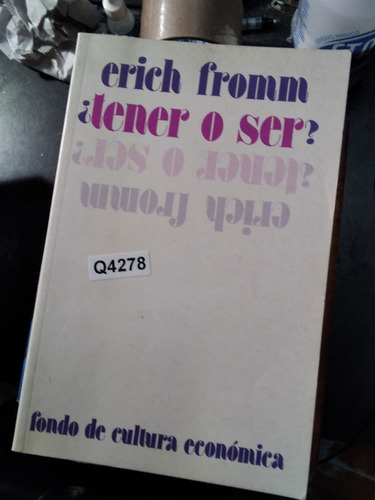 erich fromm
¿tener o ser?
¿tener o ser?
erich fromm
Q4278
fondo de cultura económica